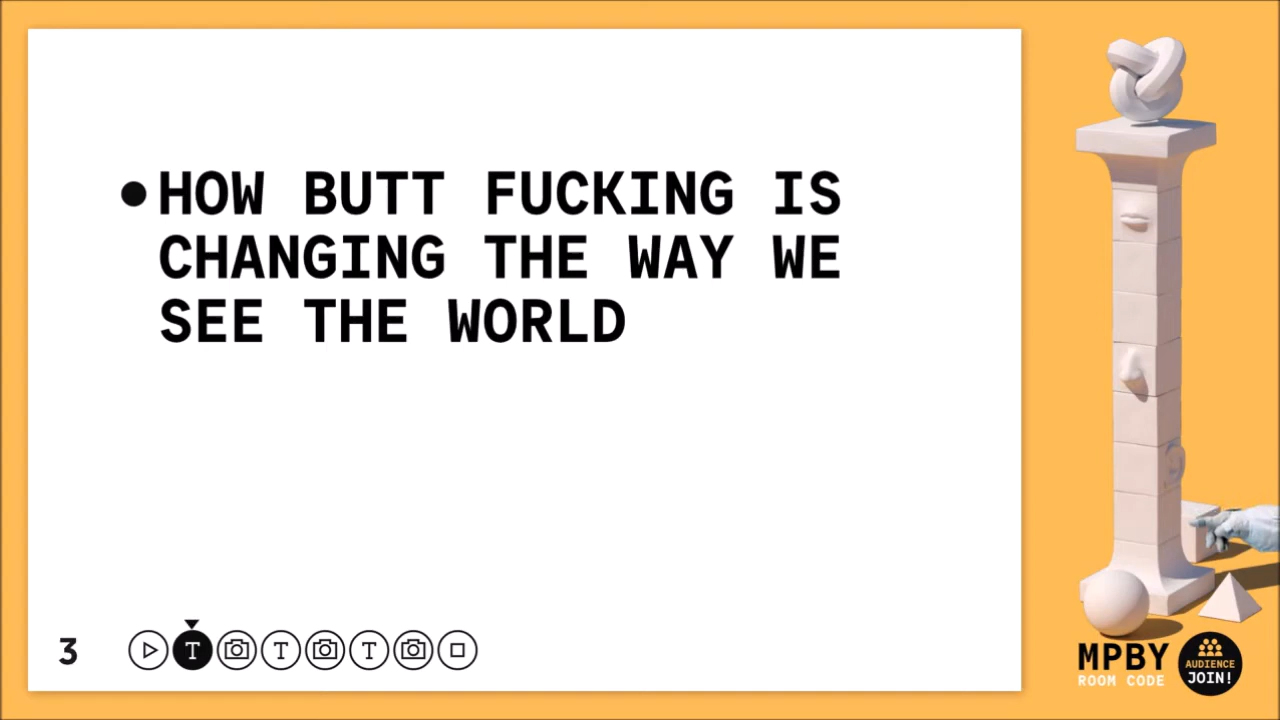 ●HOW BUTT FUCKING IS
CHANGING THE WAY WE
SEE THE WORLD
3
T T T
MPBY
ROOM CODE
AUDIENCE
JOIN!